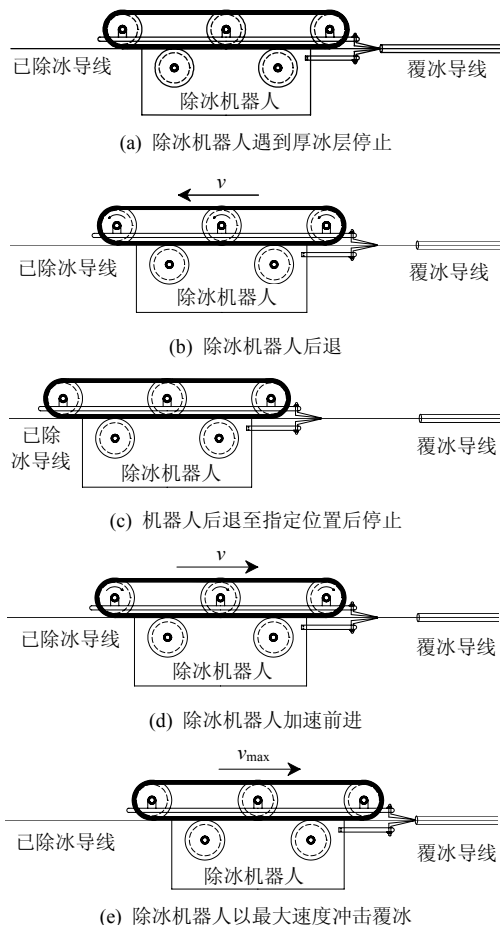 已除冰导线 除冰机器人 覆冰导线
(a) 除冰机器人遇到厚冰层停止
v
已除冰导线 除冰机器人 覆冰导线
(b) 除冰机器人后退
已除
冰导线 除冰机器人 覆冰导线
(c) 机器人后退至指定位置后停止
v
已除冰导线 除冰机器人 覆冰导线
(d) 除冰机器人加速前进
vmax
已除冰导线 除冰机器人 覆冰导线
(e) 除冰机器人以最大速度冲击覆冰